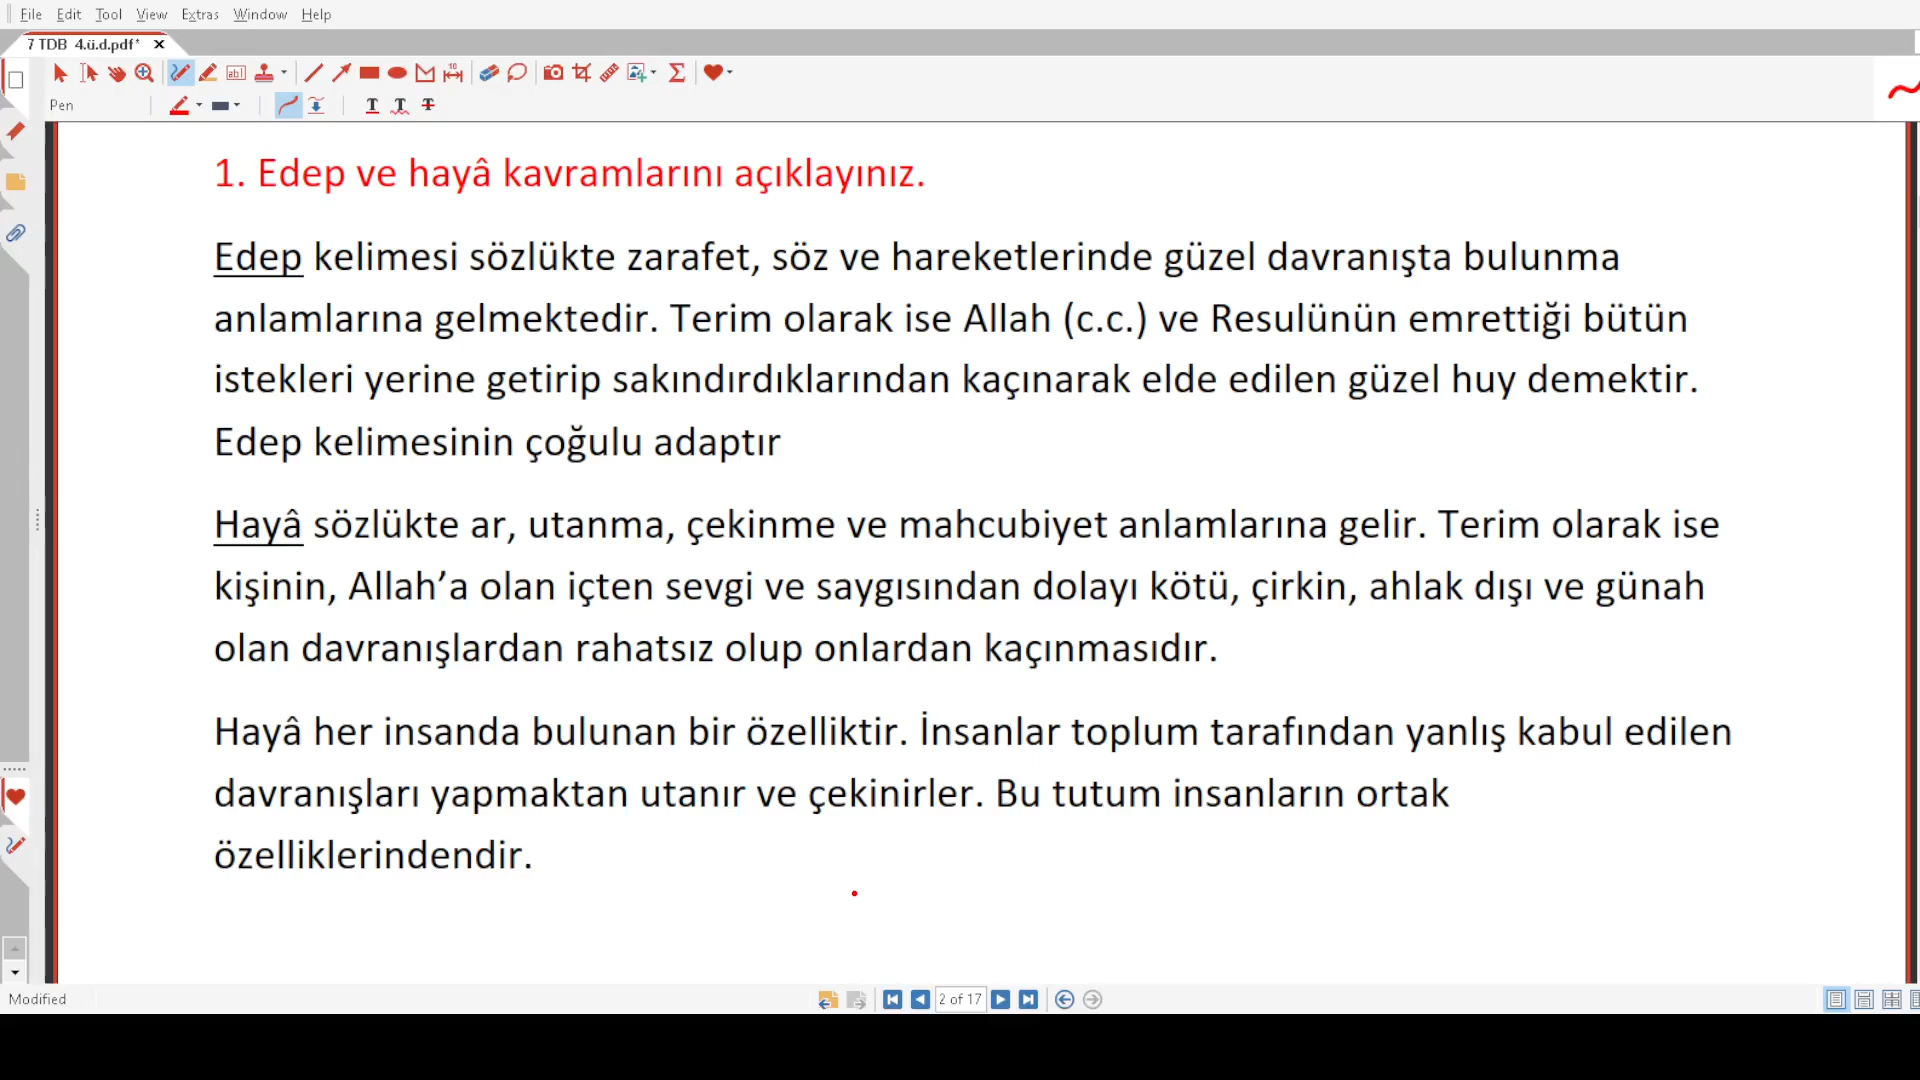 File Edit Tool View Extras Window Help
7 TDB 4.ü.d.pdf*
Pen
1. Edep ve hayâ kavramlarını açıklayınız.
Edep kelimesi sözlükte zarafet, söz ve hareketlerinde güzel davranışta bulunma
anlamlarına gelmektedir. Terim olarak ise Allah (c.c.) ve Resulünün emrettiği bütün
istekleri yerine getirip sakındırdıklarından kaçınarak elde edilen güzel huy demektir.
Edep kelimesinin çoğulu adaptır
Hayâ sözlükte ar, utanma, çekinme ve mahcubiyet anlamlarına gelir. Terim olarak ise
kişinin, Allah’a olan içten sevgi ve saygısından dolayı kötü, çirkin, ahlak dışı ve günah
olan davranışlardan rahatsız olup onlardan kaçınmasıdır.
Hayâ her insanda bulunan bir özelliktir. İnsanlar toplum tarafından yanlış kabul edilen
davranışları yapmaktan utanır ve çekinirler. Bu tutum insanların ortak
özelliklerindendir.
Modified
2 of 17